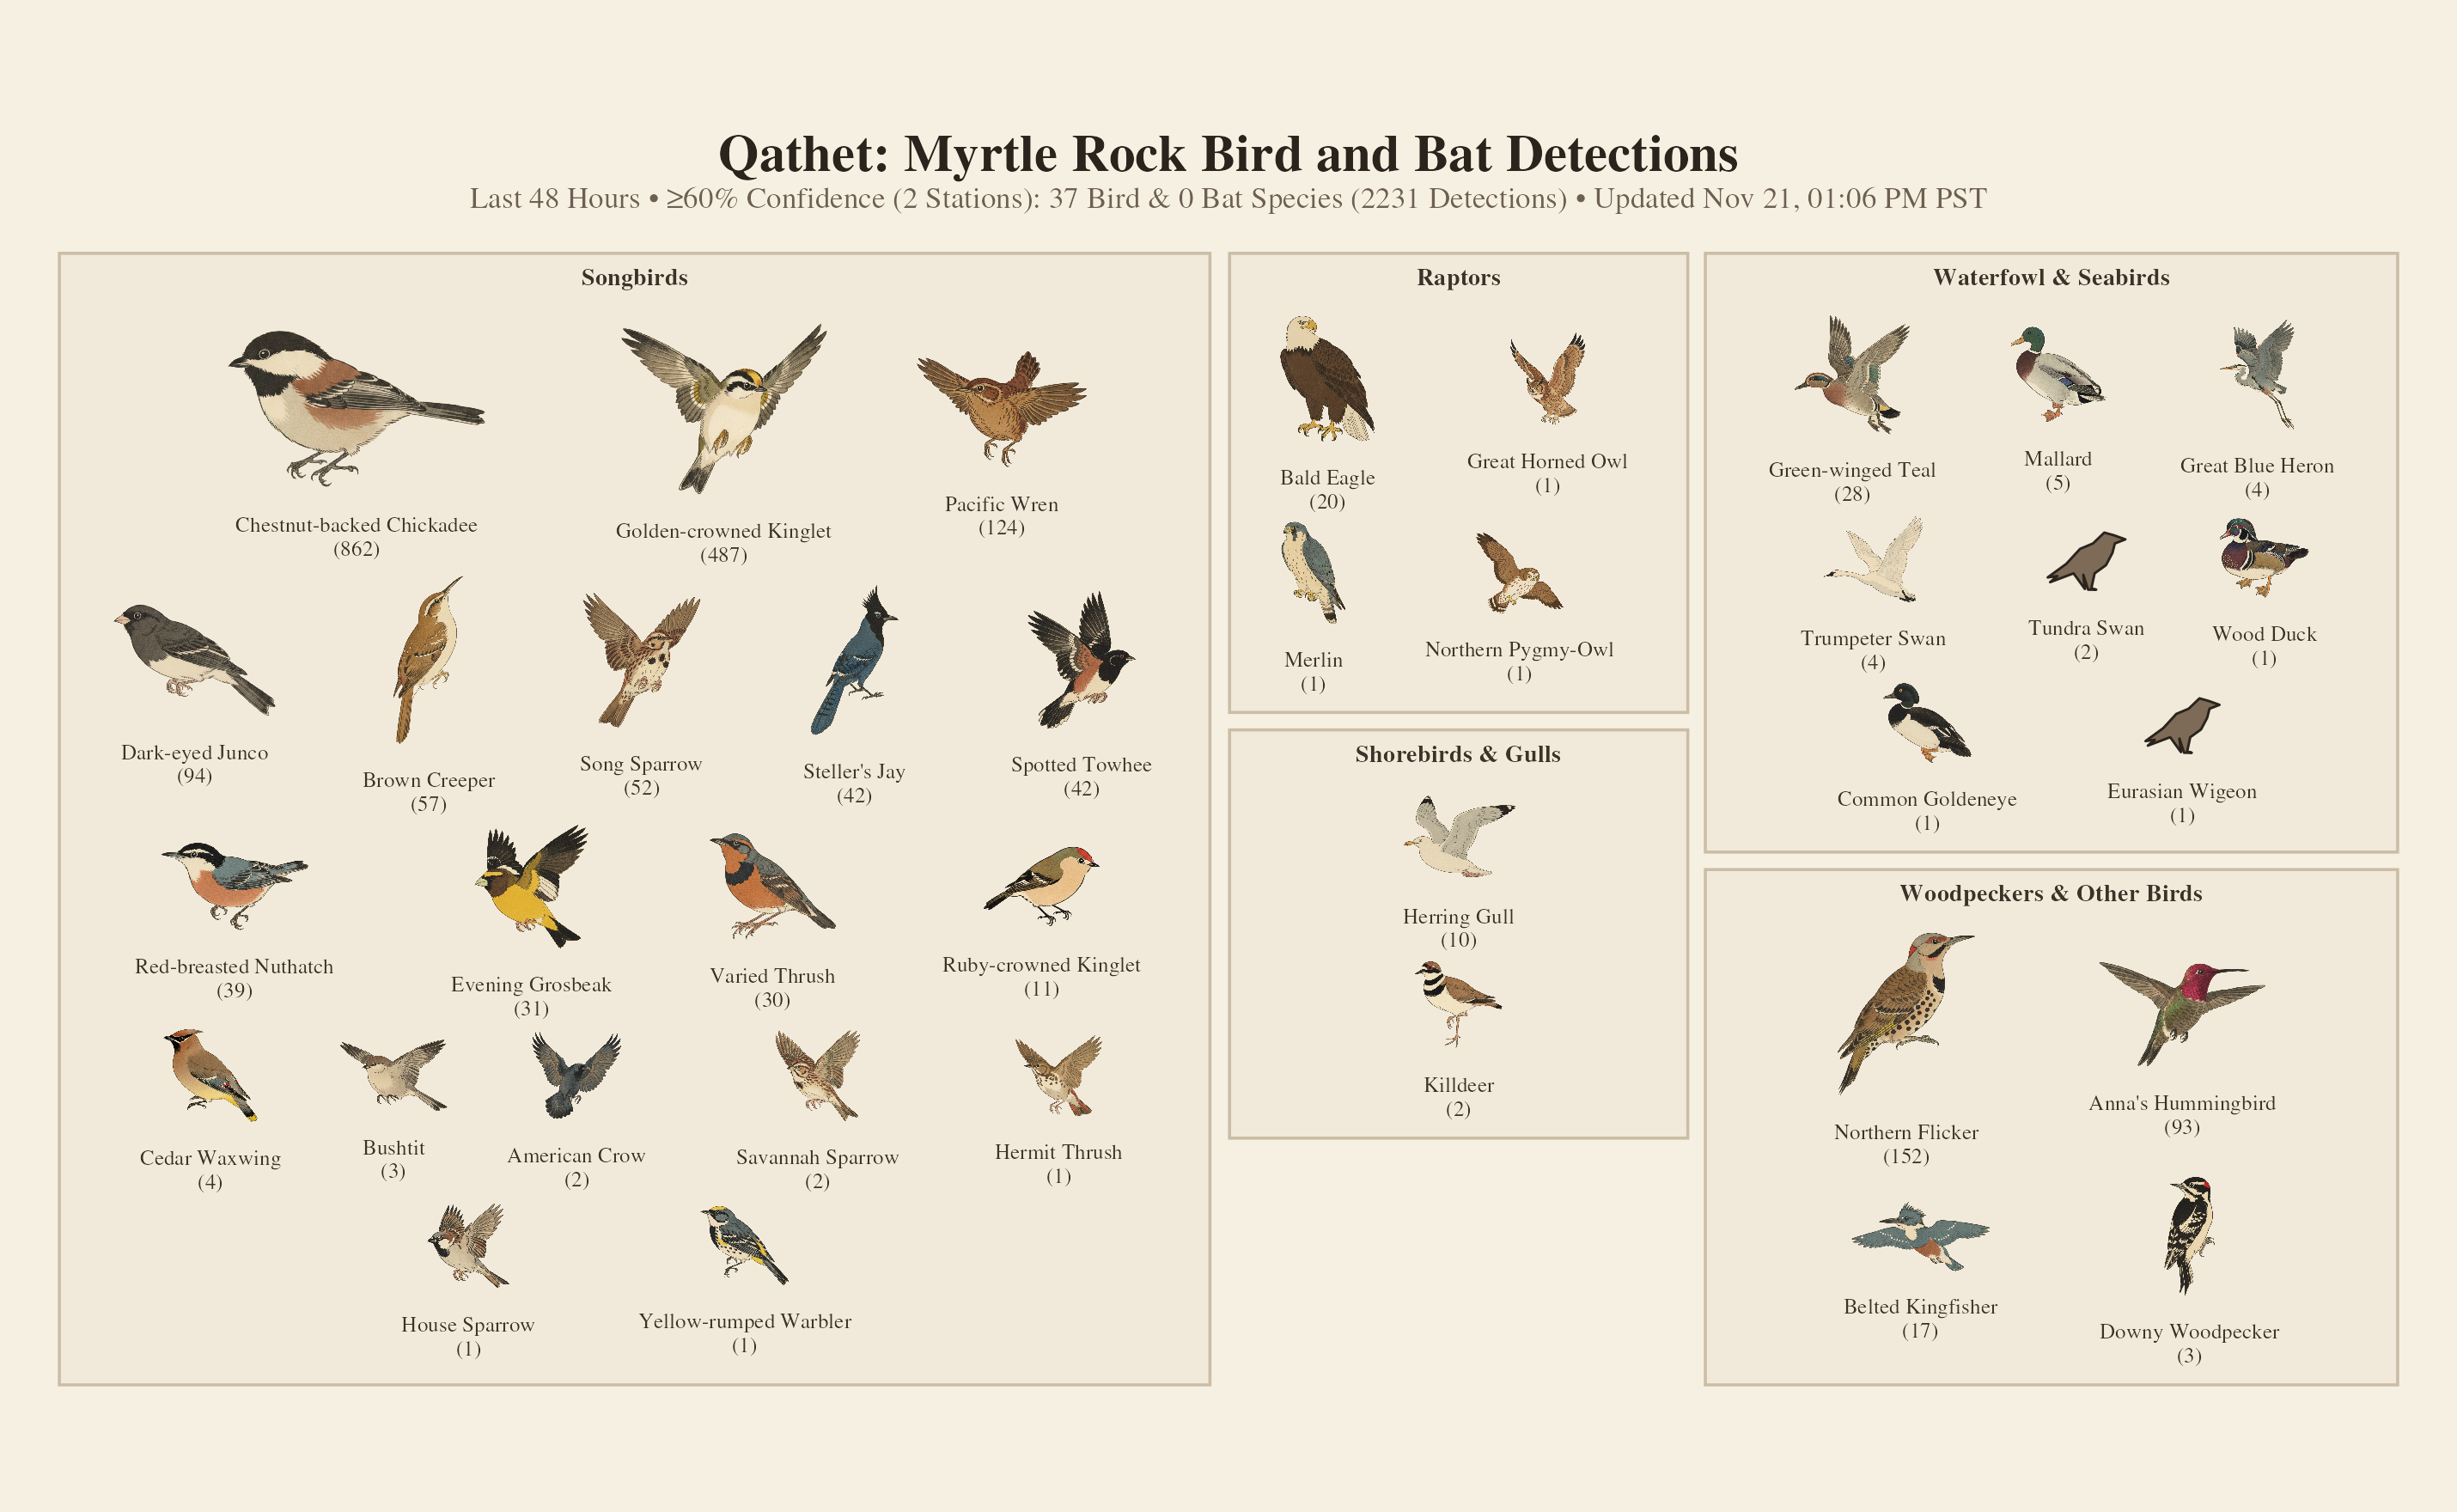 Qathet: Myrtle Rock Bird and Bat Detections
Last 48 Hours • ≥60% Confidence (2 Stations): 37 Bird & 0 Bat Species (2231 Detections) • Updated Nov 21, 01:06 PM PST
Songbirds
Chestnut-backed Chickadee
(862)
Golden-crowned Kinglet
(487)
Pacific Wren
(124)
Dark-eyed Junco
(94)
Brown Creeper
(57)
Song Sparrow
(52)
Steller's Jay
(42)
Spotted Towhee
(42)
Red-breasted Nuthatch
(39)
Evening Grosbeak
(31)
Varied Thrush
(30)
Ruby-crowned Kinglet
(11)
Cedar Waxwing
(4)
Bushtit
(3)
American Crow
(2)
Savannah Sparrow
(2)
Hermit Thrush
(1)
House Sparrow
(1)
Yellow-rumped Warbler
(1)
Raptors
Bald Eagle
(20)
Great Horned Owl
(1)
Merlin
(1)
Northern Pygmy-Owl
(1)
Shorebirds & Gulls
Herring Gull
(10)
Killdeer
(2)
Waterfowl & Seabirds
Green-winged Teal
(28)
Mallard
(5)
Great Blue Heron
(4)
Trumpeter Swan
(4)
Tundra Swan
(2)
Wood Duck
(1)
Common Goldeneye
(1)
Eurasian Wigeon
(1)
Woodpeckers & Other Birds
Northern Flicker
(152)
Anna's Hummingbird
(93)
Belted Kingfisher
(17)
Downy Woodpecker
(3)